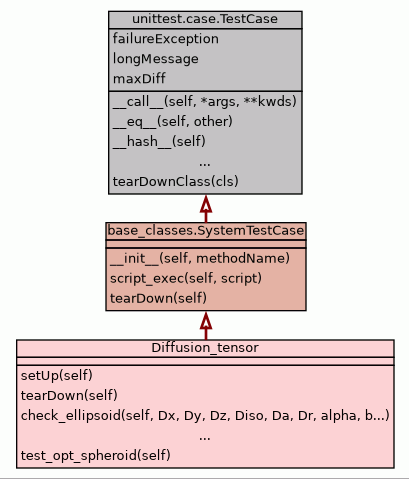 unittest.case.TestCase
failureException
longMessage
maxDiff
__call__(self, *args, **kwds)
__eq__(self, other)
__hash__(self)
...
tearDownClass(cls)
base_classes.SystemTestCase
__init__(self, methodName)
script_exec(self, script)
tearDown(self)
Diffusion_tensor
setUp(self)
tearDown(self)
check_ellipsoid(self, Dx, Dy, Dz, Diso, Da, Dr, alpha, b...)
...
test_opt_spheroid(self)